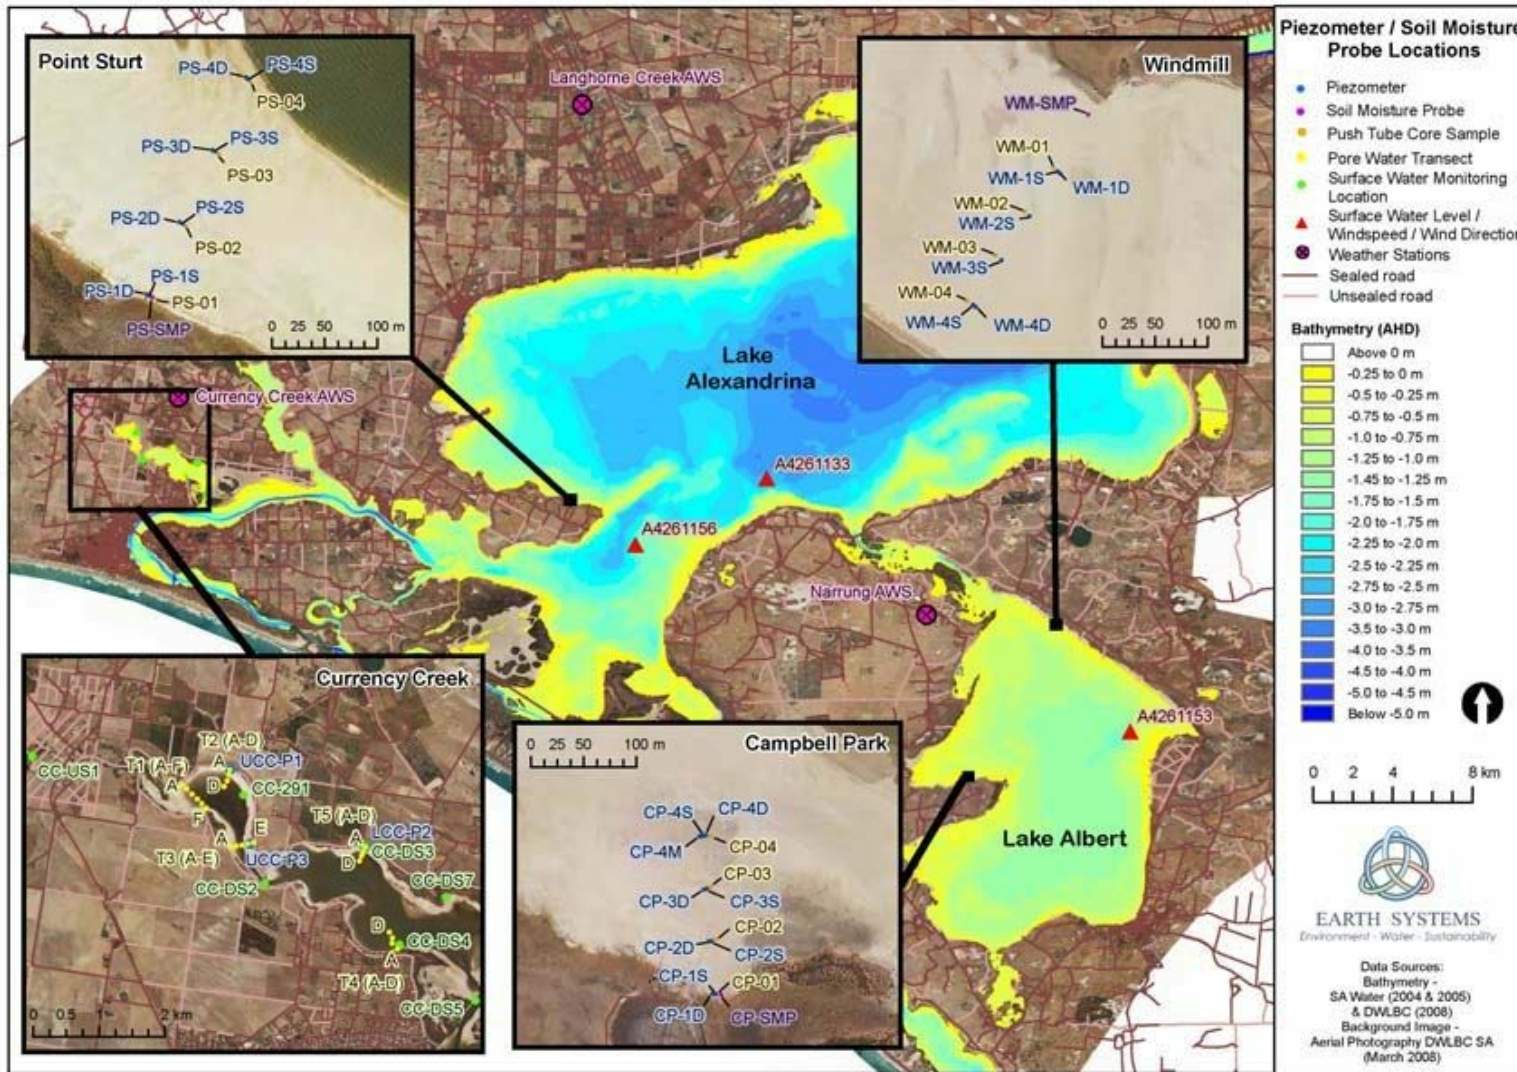 Point Sturt
PS-4D
PS-4S
PS-04
PS-3D
PS-3S
PS-03
PS-2D
PS-2S
PS-02
PS-1S
PS-1D
PS-01
PS-SMP
0 25 50 100 m
Langhorne Creek AWS
Windmill
WM-SMP
WM-01
WM-1S
WM-1D
WM-02
WM-2S
WM-03
WM-3S
WM-04
WM-4S
WM-4D
0 25 50 100 m
Lake
Alexandrina
Currency Creek AWS
A4261133
A4261156
Narrung AWS
A4261153
Lake Albert
Currency Creek
CC-US1
T2 (A-D)
A
UCC-P1
T1 (A-F)
A
D
CC-291
F
E
T5 (A-D)
A
LCC-P2
CC-DS3
D
A
T3 (A-E)
UCC-P3
CC-DS2
CC-DS7
D
CC-DS4
A
T4 (A-D)
CC-DS5
0 0.5 1 2 km
0 25 50 100 m
Campbell Park
CP-4S
CP-4D
CP-4M
CP-04
CP-03
CP-3D
CP-3S
CP-02
CP-2D
CP-2S
CP-1S
CP-01
CP-1D
CP-SMP
Piezometer / Soil Moisture
Probe Locations
Piezometer
Soil Moisture Probe
Push Tube Core Sample
Pore Water Transect
Surface Water Monitoring
Location
Surface Water Level /
Windspeed / Wind Direction
Weather Stations
Sealed road
Unsealed road
Bathymetry (AHD)
Above 0 m
-0.25 to 0 m
-0.5 to -0.25 m
-0.75 to -0.5 m
-1.0 to -0.75 m
-1.25 to -1.0 m
-1.45 to -1.25 m
-1.75 to -1.5 m
-2.0 to -1.75 m
-2.25 to -2.0 m
-2.5 to -2.25 m
-2.75 to -2.5 m
-3.0 to -2.75 m
-3.5 to -3.0 m
-4.0 to -3.5 m
-4.5 to -4.0 m
-5.0 to -4.5 m
Below -5.0 m
0 2 4 8 km
EARTH SYSTEMS
Environment - Water - Sustainability
Data Sources:
Bathymetry -
SA Water (2004 & 2005)
& DWLBC (2008)
Background Image -
Aerial Photography DWLBC SA
(March 2008)